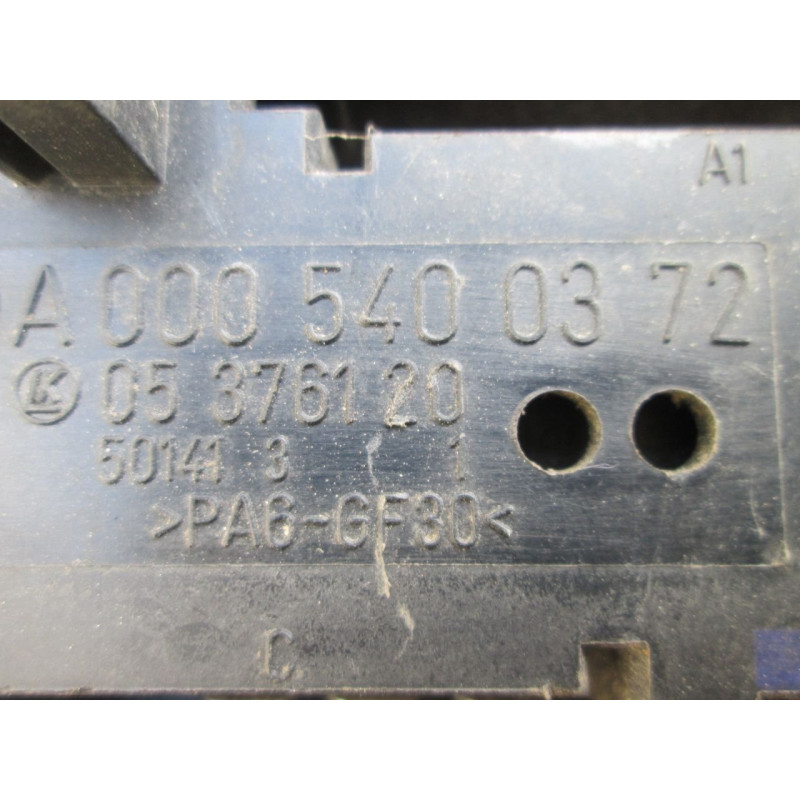 A1
A 000 540 03 72
K 05 3761 20
50141 3 1
>PA6-GF30<
C